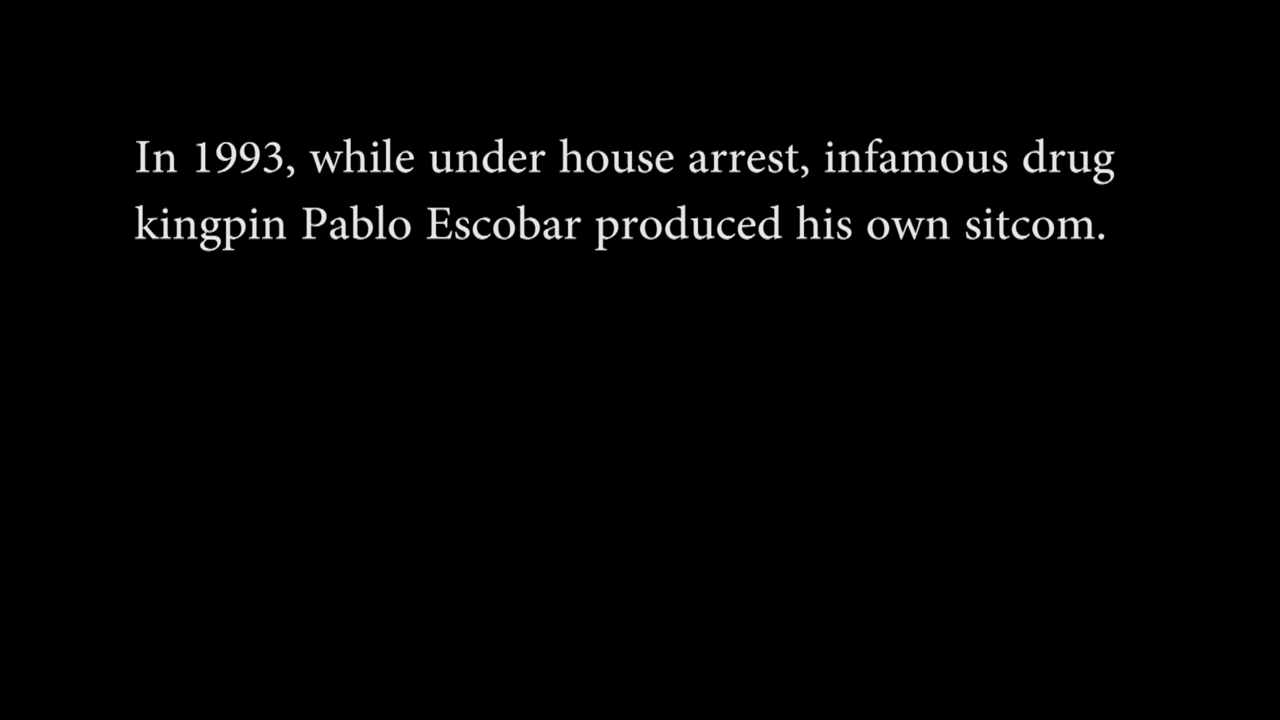 In 1993, while under house arrest, infamous drug
kingpin Pablo Escobar produced his own sitcom.